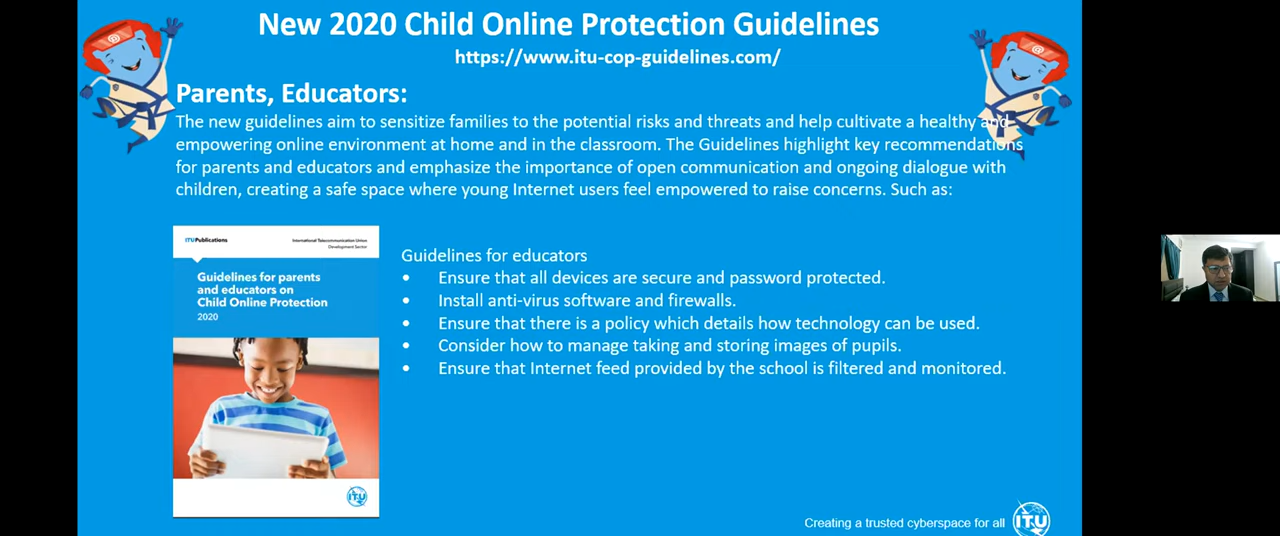 New 2020 Child Online Protection Guidelines
https://www.itu-cop-guidelines.com/
Parents, Educators:
The new guidelines aim to sensitize families to the potential risks and threats and help cultivate a healthy and
empowering online environment at home and in the classroom. The Guidelines highlight key recommendations
for parents and educators and emphasize the importance of open communication and ongoing dialogue with
children, creating a safe space where young Internet users feel empowered to raise concerns. Such as:
ITUPublications
International Telecommunication Union
Development Sector
Guidelines for parents
and educators on
Child Online Protection
2020
ITU
Guidelines for educators
• Ensure that all devices are secure and password protected.
• Install anti-virus software and firewalls.
• Ensure that there is a policy which details how technology can be used.
• Consider how to manage taking and storing images of pupils.
• Ensure that Internet feed provided by the school is filtered and monitored.
Creating a trusted cyberspace for all
ITU